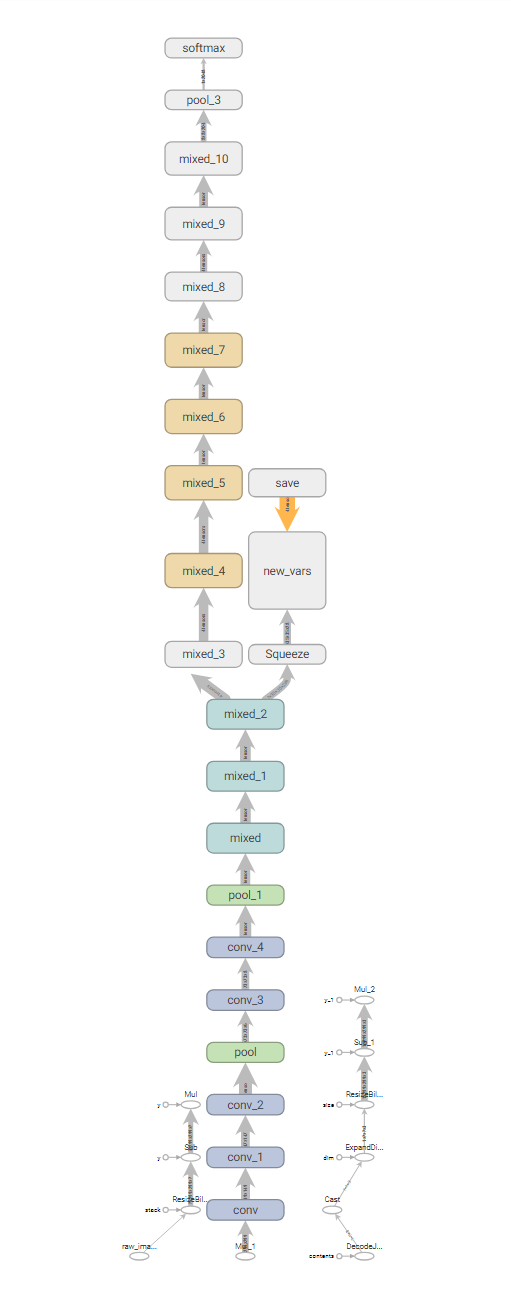 softmax
pool_3
mixed_10
mixed_9
mixed_8
mixed_7
mixed_6
mixed_5
save
mixed_4
new_vars
mixed_3
Squeeze
mixed_2
mixed_1
mixed
pool_1
conv_4
conv_3
Mul_2
y_1
pool
Sub_1
y_1
Mul
y
conv_2
ResizeBil...
size
Sub
y
conv_1
ExpandDi...
dim
ResizeBil...
stack
conv
Cast
raw_ima...
Mul_1
contents
DecodeJ...